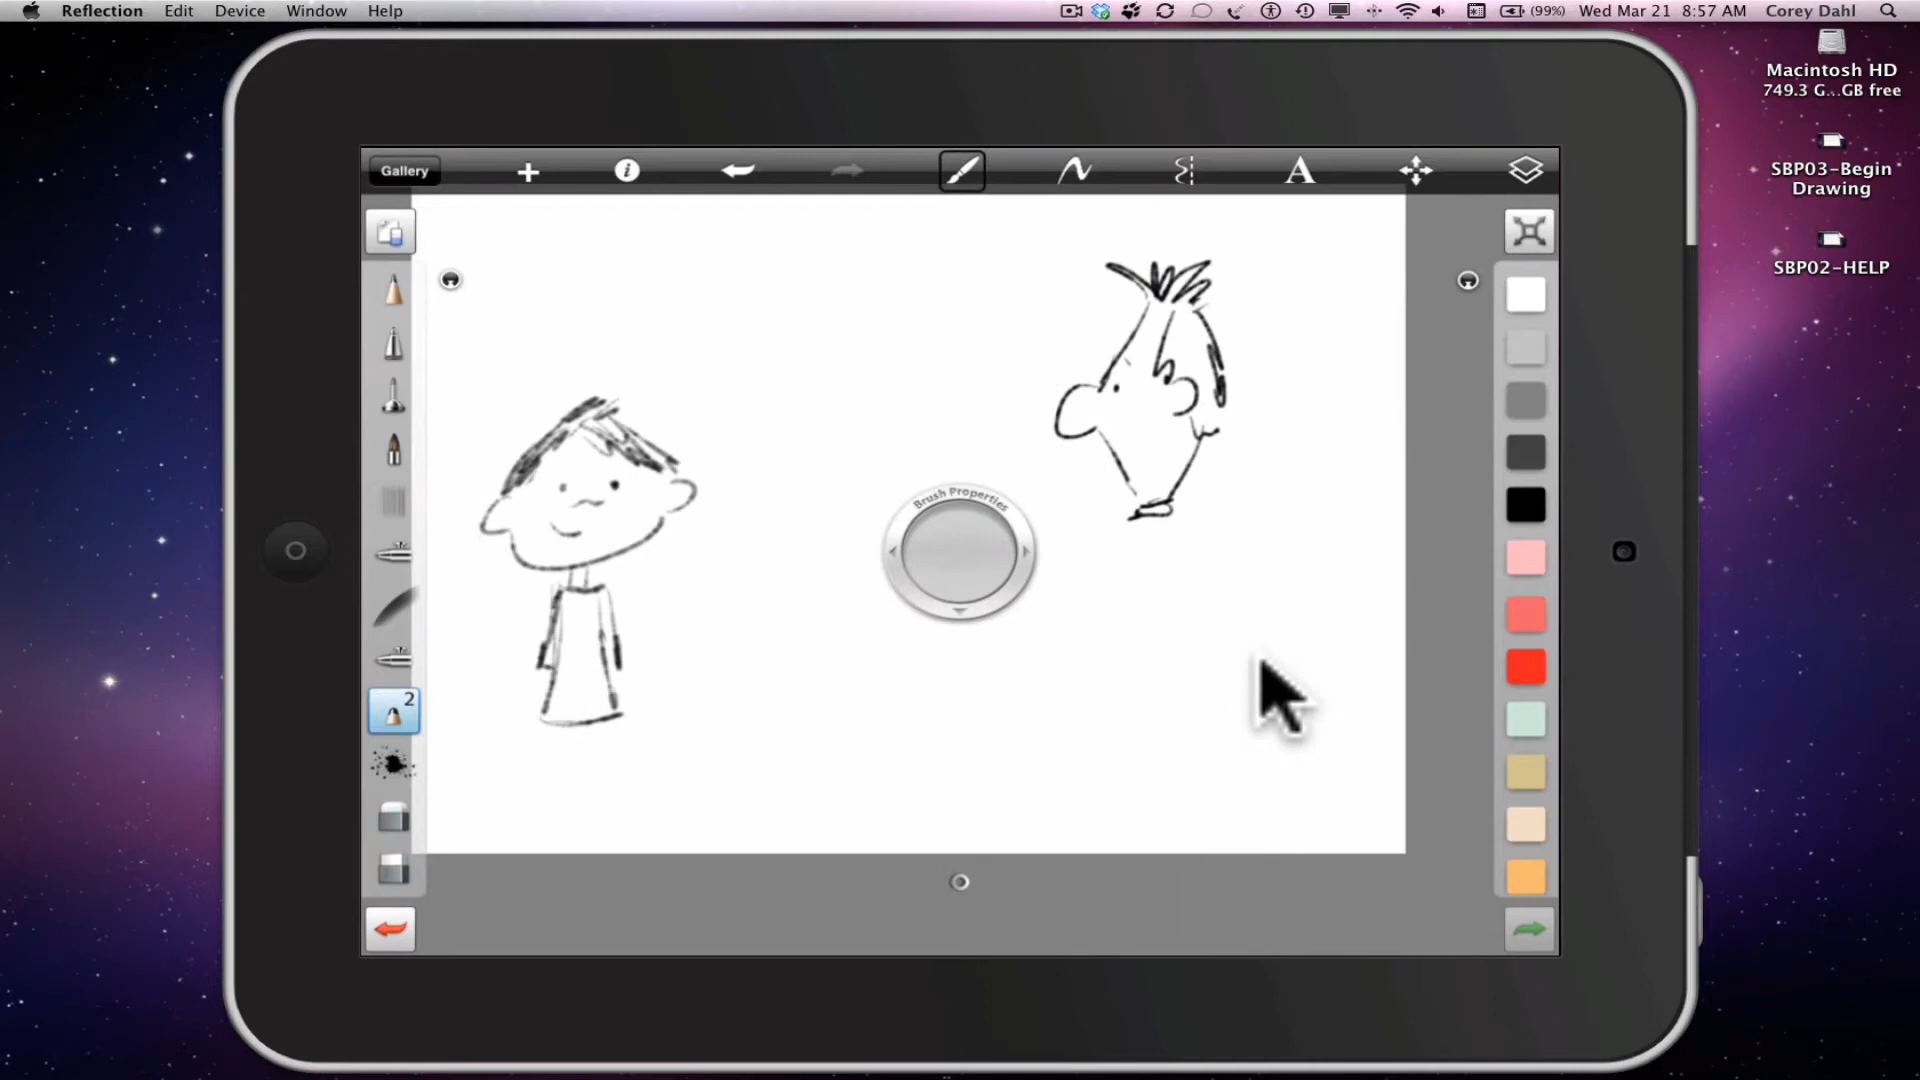 Reflection Edit Device Window Help (99%) Wed Mar 21 8:57 AM Corey Dahl
Macintosh HD
749.3 G...GB free
SBP03-Begin
Drawing
SBP02-HELP
Gallery i A
Brush Properties
2